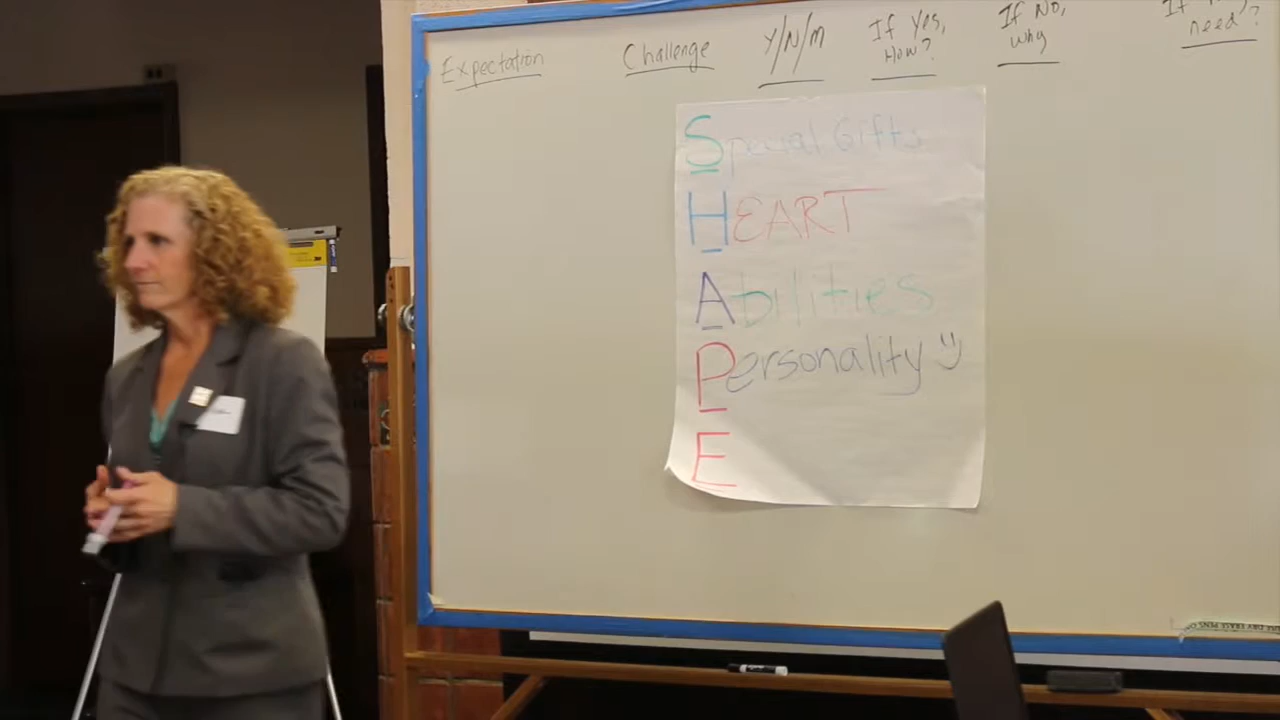 Expectation Challenge Y/N/M If Yes, How? If No, Why need?
Special Gifts
HEART
Abilities
Personality
E